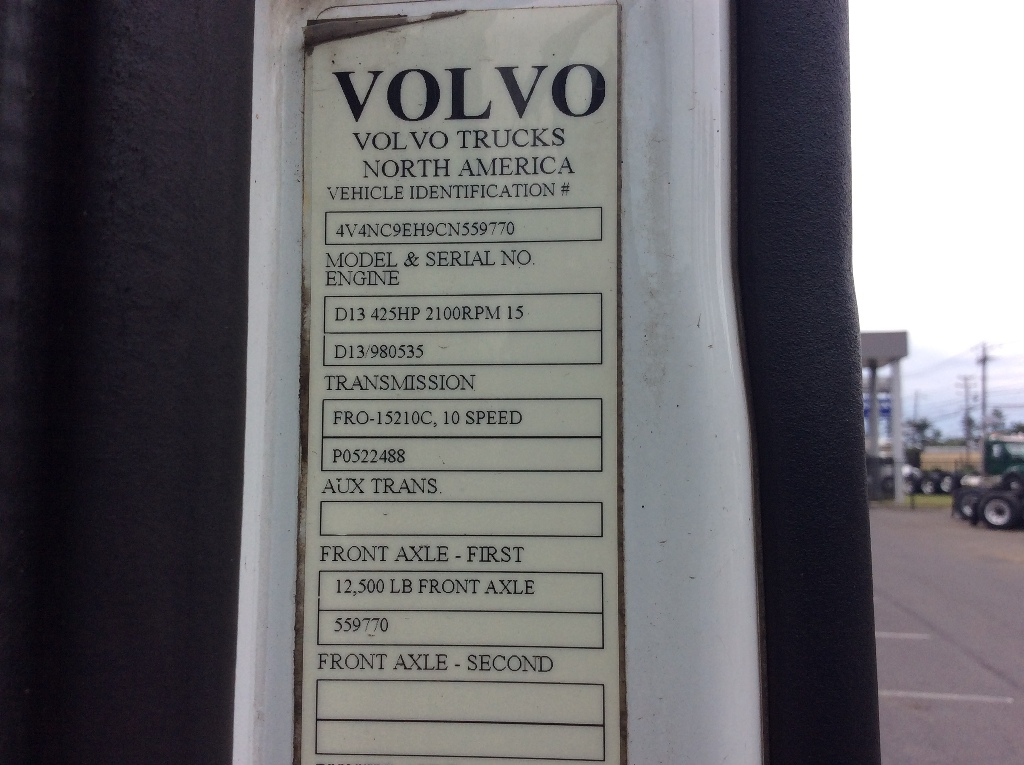 VOLVO
VOLVO TRUCKS
NORTH AMERICA
VEHICLE IDENTIFICATION #
4V4NC9EH9CN559770
MODEL & SERIAL NO.
ENGINE
D13 425HP 2100RPM 15
D13/980535
TRANSMISSION
FRO-15210C, 10 SPEED
P0522488
AUX TRANS.
FRONT AXLE - FIRST
12,500 LB FRONT AXLE
559770
FRONT AXLE - SECOND